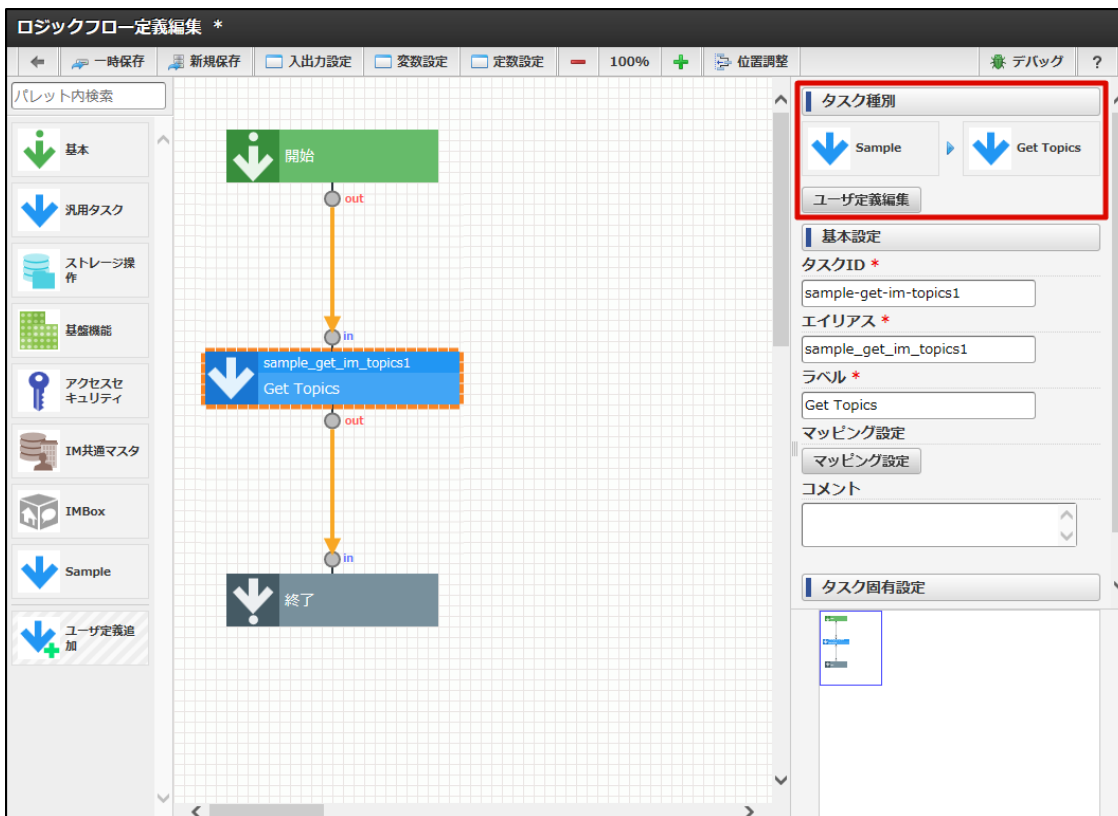 ロジックフロー定義編集 *
一時保存 新規保存 入出力設定 変数設定 定数設定 100% 位置調整 デバッグ ?
パレット内検索
基本
汎用タスク
ストレージ操
作
基盤機能
アクセスセ
キュリティ
IM共通マスタ
IMBox
Sample
ユーザ定義追
加
開始
out
in
sample_get_im_topics1
Get Topics
out
in
終了
タスク種別
Sample Get Topics
ユーザ定義編集
基本設定
タスクID *
sample-get-im-topics1
エイリアス *
sample_get_im_topics1
ラベル *
Get Topics
マッピング設定
マッピング設定
コメント
タスク固有設定